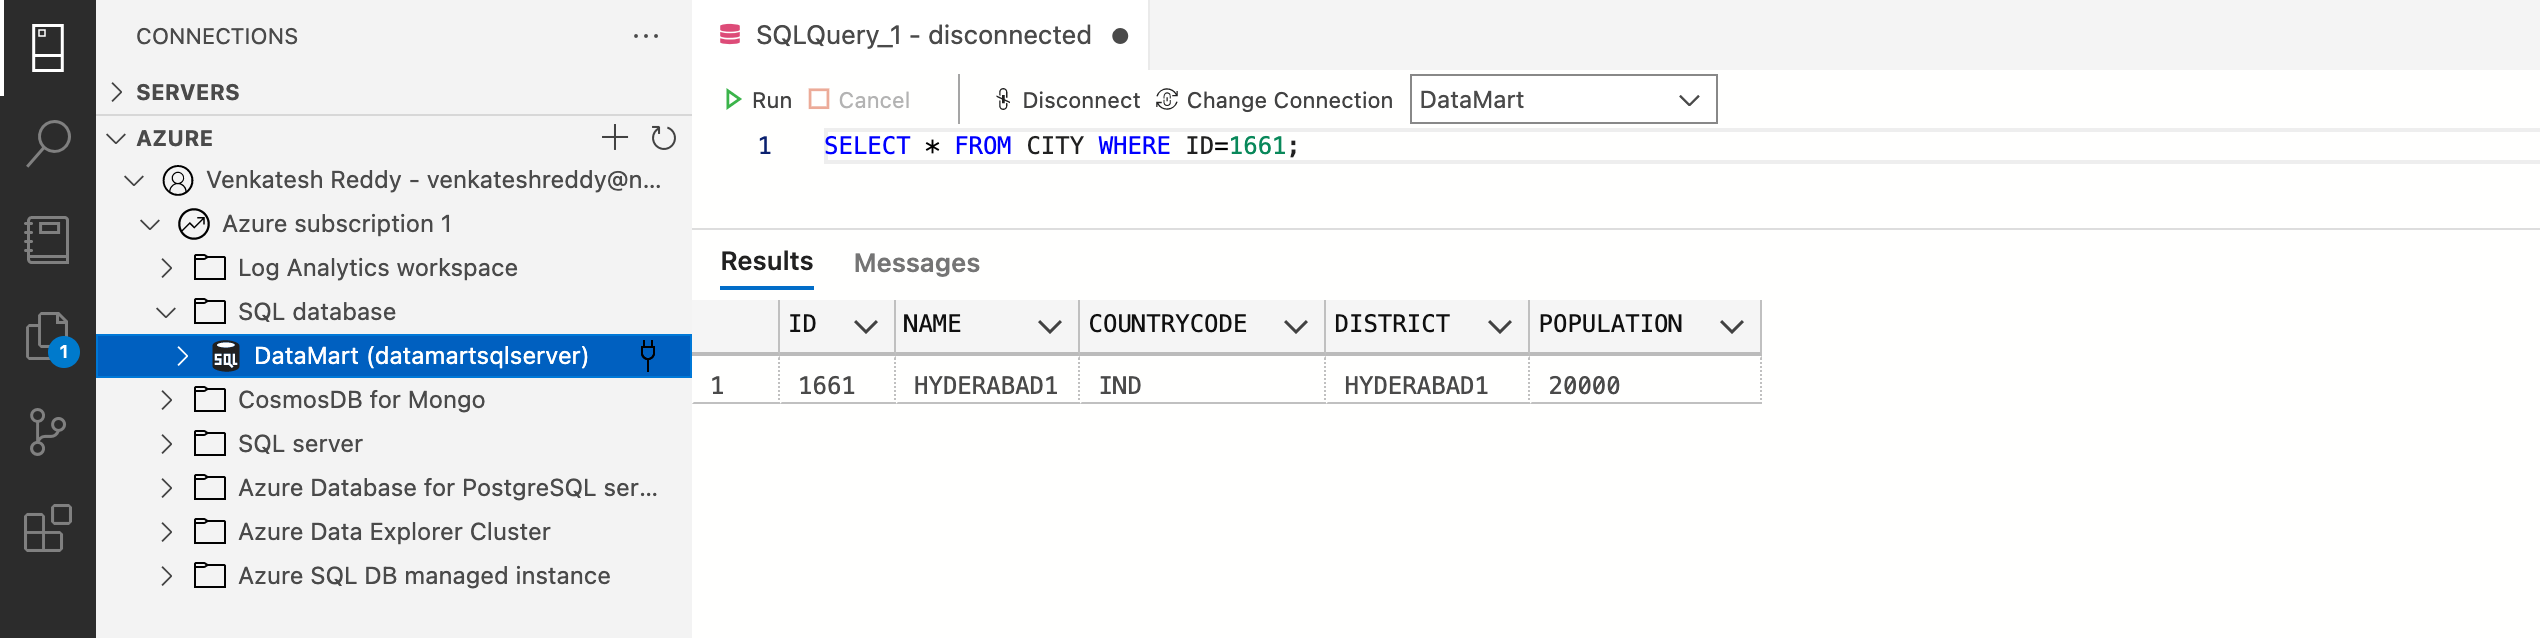 CONNECTIONS
SERVERS
AZURE
Venkatesh Reddy - venkateshreddy@n...
Azure subscription 1
Log Analytics workspace
SQL database
SQL DataMart (datamartsqlserver)
CosmosDB for Mongo
SQL server
Azure Database for PostgreSQL ser...
Azure Data Explorer Cluster
Azure SQL DB managed instance
1
SQLQuery_1 - disconnected
Run Cancel Disconnect Change Connection DataMart
1 SELECT * FROM CITY WHERE ID=1661;
Results Messages
ID NAME COUNTRYCODE DISTRICT POPULATION
1 1661 HYDERABAD1 IND HYDERABAD1 20000